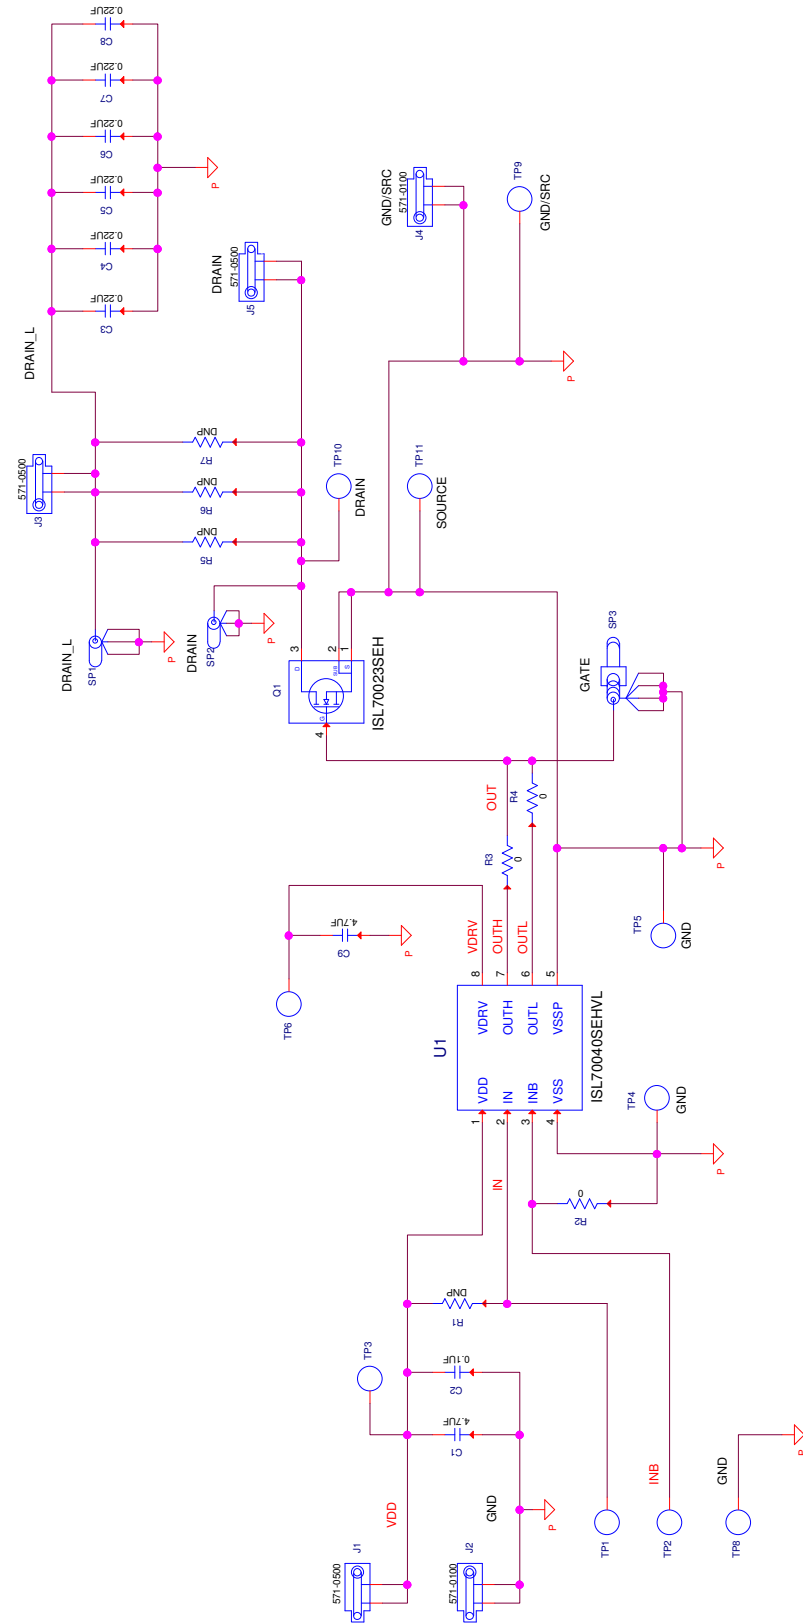 0.22UF
C8
0.22UF
C7
0.22UF
C6
0.22UF
C5
0.22UF
C4
0.22UF
C3
P
DRAIN_L
571-0500
J3
DRAIN
571-0500
J5
GND/SRC
571-0100
J4
TP9
GND/SRC
P
DNP
R7
DNP
R6
DNP
R5
TP10
DRAIN
TP11
SOURCE
DRAIN_L
SP1
P
DRAIN
SP2
P
Q1
3
D
2
1
SUB
S
G
4
ISL70023SEH
GATE
SP3
OUT
R4
0
R3
0
P
TP5
GND
4.7UF
C9
P
TP6
VDRV
OUTH
OUTL
8
7
6
5
U1
VDRV
OUTH
OUTL
VSSP
VDD
IN
INB
VSS
ISL70040SEHVL
1
2
3
4
TP4
GND
P
IN
0
R2
DNP
R1
TP3
0.1UF
C2
4.7UF
C1
VDD
GND
P
J1
571-0500
J2
571-0100
TP1
INB
TP2
GND
TP8
P